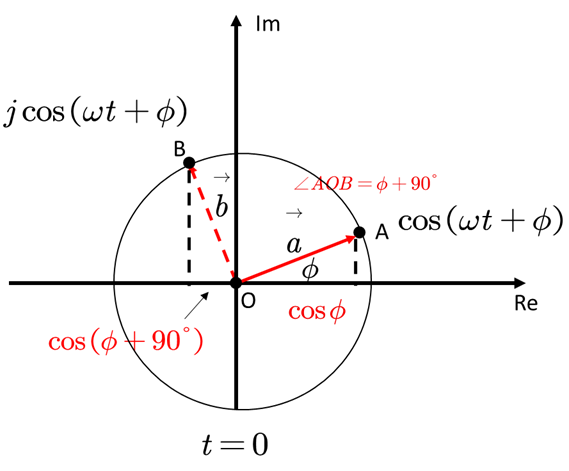 Im
j cos(ωt + ϕ)
B
∠AOB = ϕ + 90°
b⃗
a⃗
A
cos(ωt + ϕ)
ϕ
O
Re
cos ϕ
cos(ϕ + 90°)
t = 0